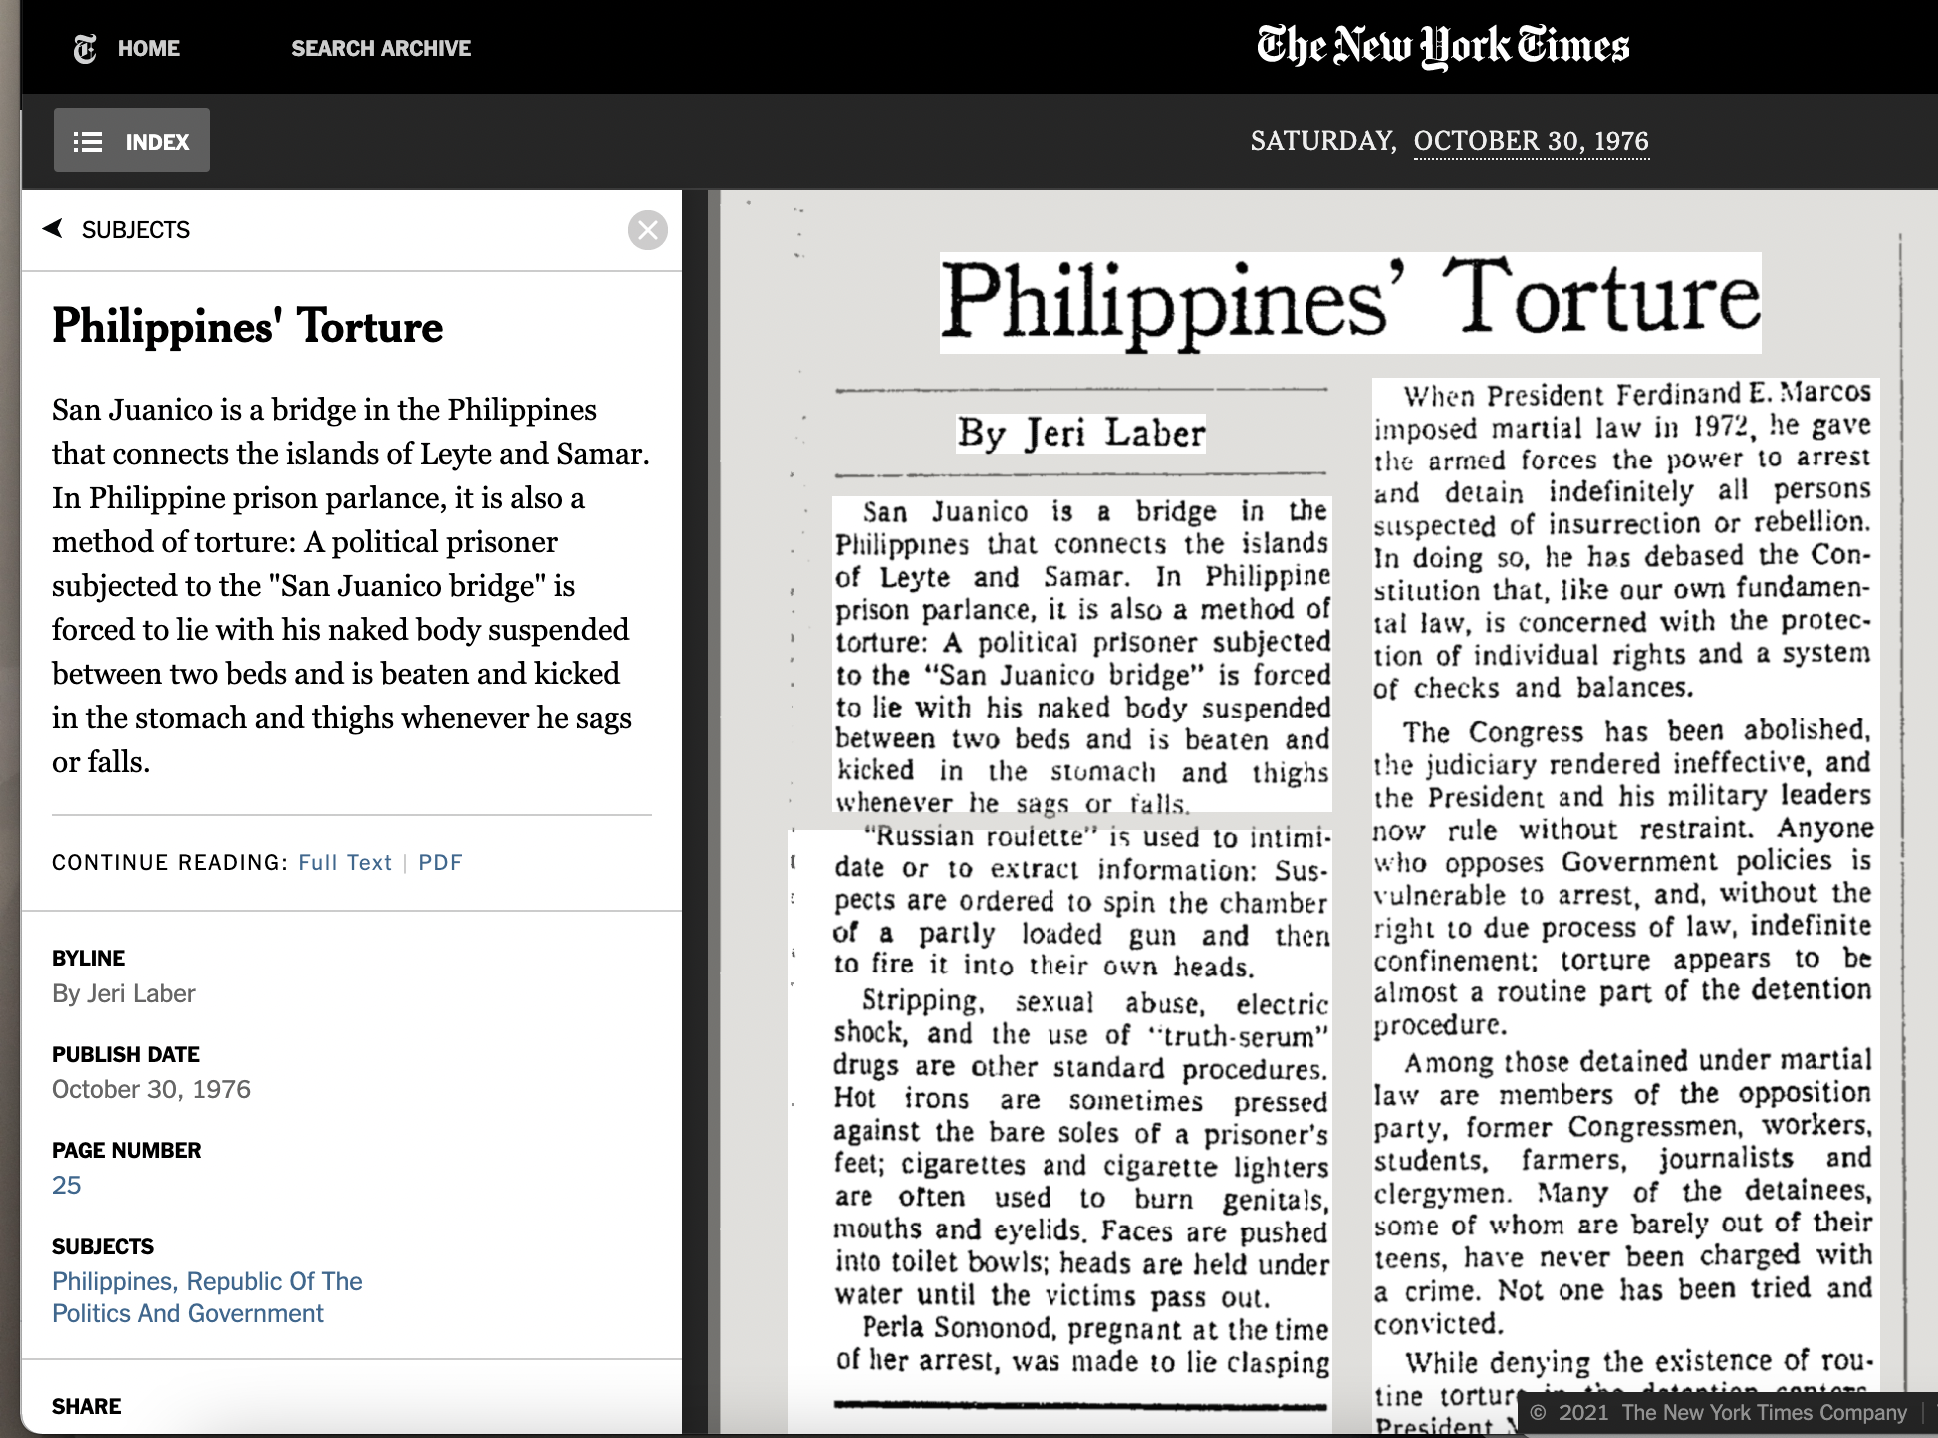 HOME
SEARCH ARCHIVE
The New York Times
INDEX
SATURDAY, OCTOBER 30, 1976
SUBJECTS
Philippines' Torture
San Juanico is a bridge in the Philippines
that connects the islands of Leyte and Samar.
In Philippine prison parlance, it is also a
method of torture: A political prisoner
subjected to the "San Juanico bridge" is
forced to lie with his naked body suspended
between two beds and is beaten and kicked
in the stomach and thighs whenever he sags
or falls.
CONTINUE READING: Full Text | PDF
BYLINE
By Jeri Laber
PUBLISH DATE
October 30, 1976
PAGE NUMBER
25
SUBJECTS
Philippines, Republic Of The
Politics And Government
SHARE
Philippines' Torture
By Jeri Laber
San Juanico is a bridge in the
Philippines that connects the islands
of Leyte and Samar. In Philippine
prison parlance, it is also a method of
torture: A political prisoner subjected
to the “San Juanico bridge” is forced
to lie with his naked body suspended
between two beds and is beaten and
kicked in the stomach and thighs
whenever he sags or falls.
“Russian roulette” is used to intimi-
date or to extract information: Sus-
pects are ordered to spin the chamber
of a partly loaded gun and then
to fire it into their own heads.
Stripping, sexual abuse, electric
shock, and the use of “truth-serum”
drugs are other standard procedures.
Hot irons are sometimes pressed
against the bare soles of a prisoner's
feet; cigarettes and cigarette lighters
are often used to burn genitals,
mouths and eyelids. Faces are pushed
into toilet bowls; heads are held under
water until the victims pass out.
Perla Somonod, pregnant at the time
of her arrest, was made to lie clasping
When President Ferdinand E. Marcos
imposed martial law in 1972, he gave
the armed forces the power to arrest
and detain indefinitely all persons
suspected of insurrection or rebellion.
In doing so, he has debased the Con-
stitution that, like our own fundamen-
tal law, is concerned with the protec-
tion of individual rights and a system
of checks and balances.
The Congress has been abolished,
the judiciary rendered ineffective, and
the President and his military leaders
now rule without restraint. Anyone
who opposes Government policies is
vulnerable to arrest, and, without the
right to due process of law, indefinite
confinement; torture appears to be
almost a routine part of the detention
procedure.
Among those detained under martial
law are members of the opposition
party, former Congressmen, workers,
students, farmers, journalists and
clergymen. Many of the detainees,
some of whom are barely out of their
teens, have never been charged with
a crime. Not one has been tried and
convicted.
While denying the existence of rou-
tine torture in the detention centers,
President
© 2021 The New York Times Company